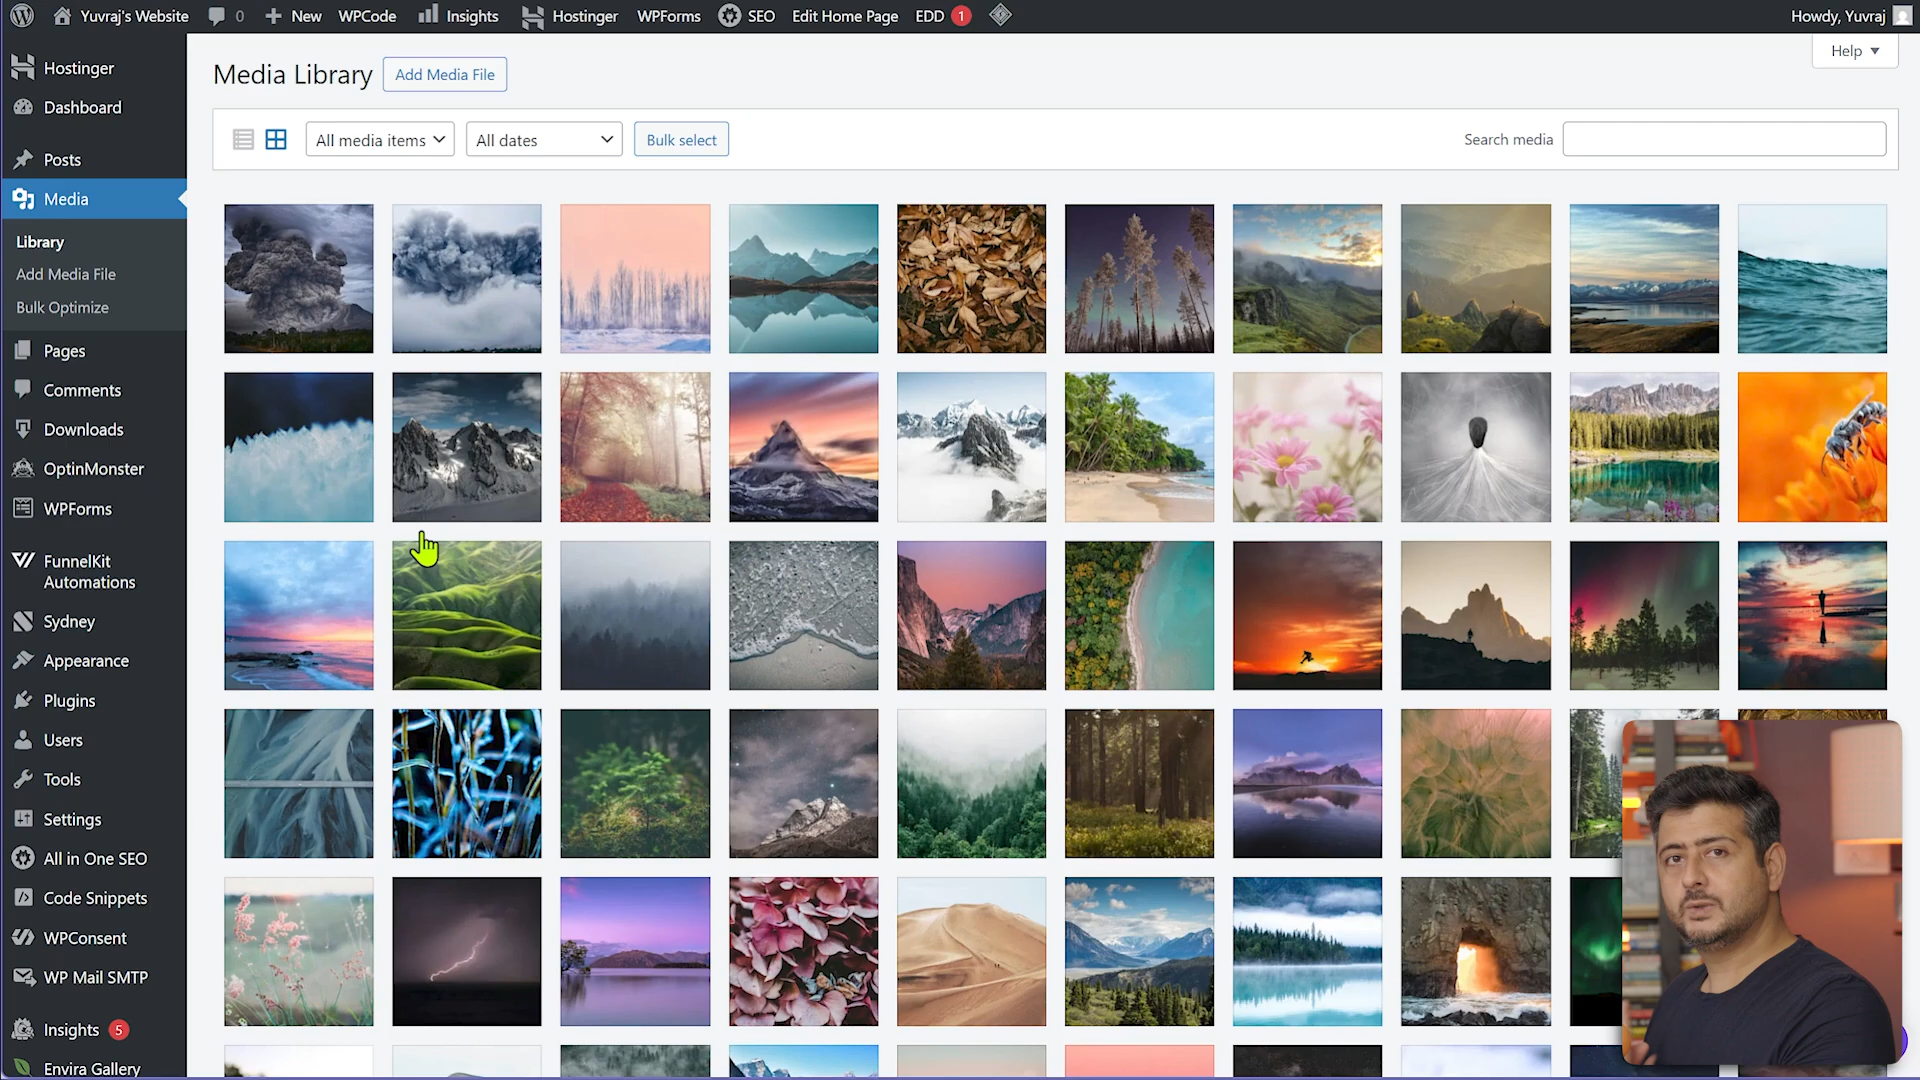 Yuvraj's Website 0 New WPCode Insights Hostinger WPForms SEO Edit Home Page EDD 1 Howdy, Yuvraj
Help
Media Library Add Media File
All media items All dates Bulk select Search media
Hostinger
Dashboard
Posts
Media
Library
Add Media File
Bulk Optimize
Pages
Comments
Downloads
OptinMonster
WPForms
FunnelKit
Automations
Sydney
Appearance
Plugins
Users
Tools
Settings
All in One SEO
Code Snippets
WPConsent
WP Mail SMTP
Insights 5
Envira Gallery